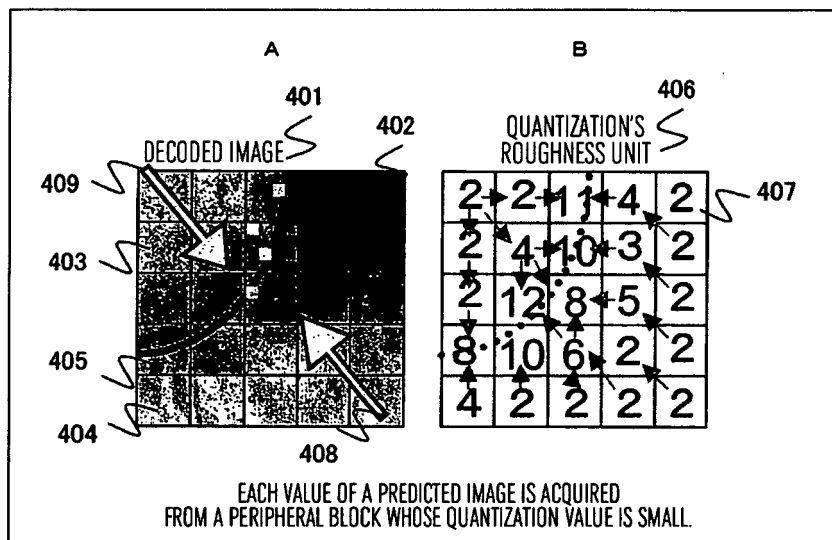 A B
401 406
402
DECODED IMAGE QUANTIZATION'S
ROUGHNESS UNIT
409
2 2 11 4 2 407
403
2 4 10 3 2
2 12 8 5 2
405
8 10 6 2 2
404
4 2 2 2 2
408
EACH VALUE OF A PREDICTED IMAGE IS ACQUIRED
FROM A PERIPHERAL BLOCK WHOSE QUANTIZATION VALUE IS SMALL.